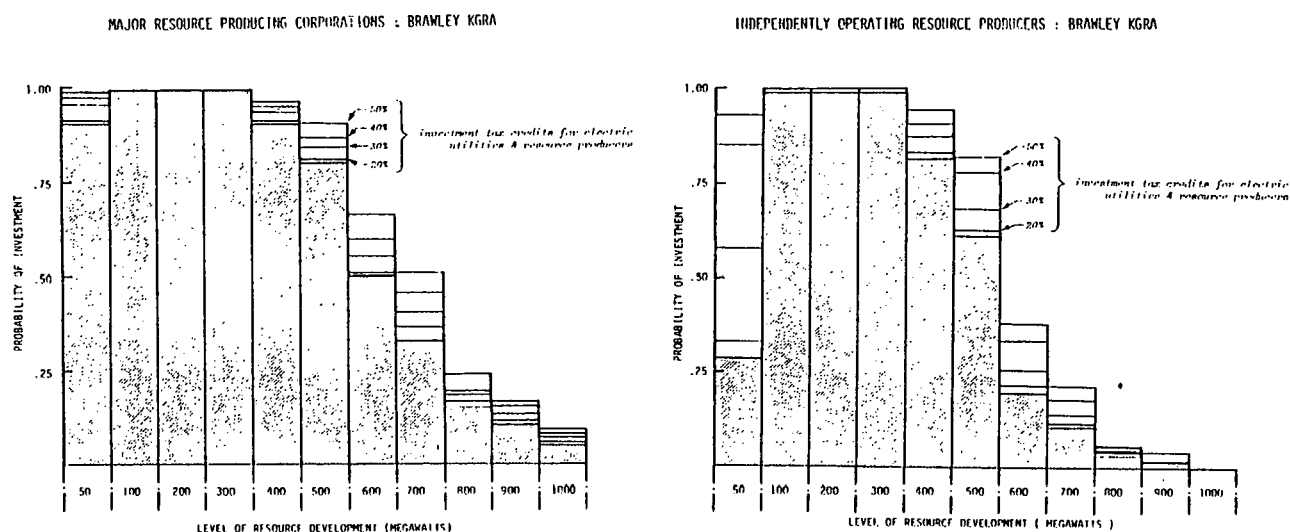 MAJOR RESOURCE PRODUCING CORPORATIONS : BRAWLEY KGRA
1.00
.75
.50
.25
PROBABILITY OF INVESTMENT
50%
40%
30%
20%
investment tax credits for electric
utilities & resource producers
50 100 200 300 400 500 600 700 800 900 1000
LEVEL OF RESOURCE DEVELOPMENT (MEGAWATTS)
INDEPENDENTLY OPERATING RESOURCE PRODUCERS : BRAWLEY KGRA
1.00
.75
.50
.25
PROBABILITY OF INVESTMENT
50%
40%
30%
20%
investment tax credits for electric
utilities & resource producers
50 100 200 300 400 500 600 700 800 900 1000
LEVEL OF RESOURCE DEVELOPMENT ( MEGAWATTS )